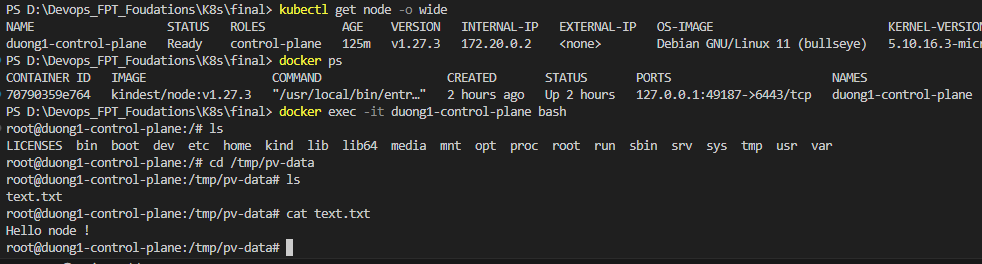 PS D:\Devops_FPT_Foudations\K8s\final> kubectl get node -o wide
NAME STATUS ROLES AGE VERSION INTERNAL-IP EXTERNAL-IP OS-IMAGE KERNEL-VERSION
duong1-control-plane Ready control-plane 125m v1.27.3 172.20.0.2 <none> Debian GNU/Linux 11 (bullseye) 5.10.16.3-micr
PS D:\Devops_FPT_Foudations\K8s\final> docker ps
CONTAINER ID IMAGE COMMAND CREATED STATUS PORTS NAMES
70790359e764 kindest/node:v1.27.3 "/usr/local/bin/entr…" 2 hours ago Up 2 hours 127.0.0.1:49187->6443/tcp duong1-control-plane
PS D:\Devops_FPT_Foudations\K8s\final> docker exec -it duong1-control-plane bash
root@duong1-control-plane:/# ls
LICENSES bin boot dev etc home kind lib lib64 media mnt opt proc root run sbin srv sys tmp usr var
root@duong1-control-plane:/# cd /tmp/pv-data
root@duong1-control-plane:/tmp/pv-data# ls
text.txt
root@duong1-control-plane:/tmp/pv-data# cat text.txt
Hello node !
root@duong1-control-plane:/tmp/pv-data#